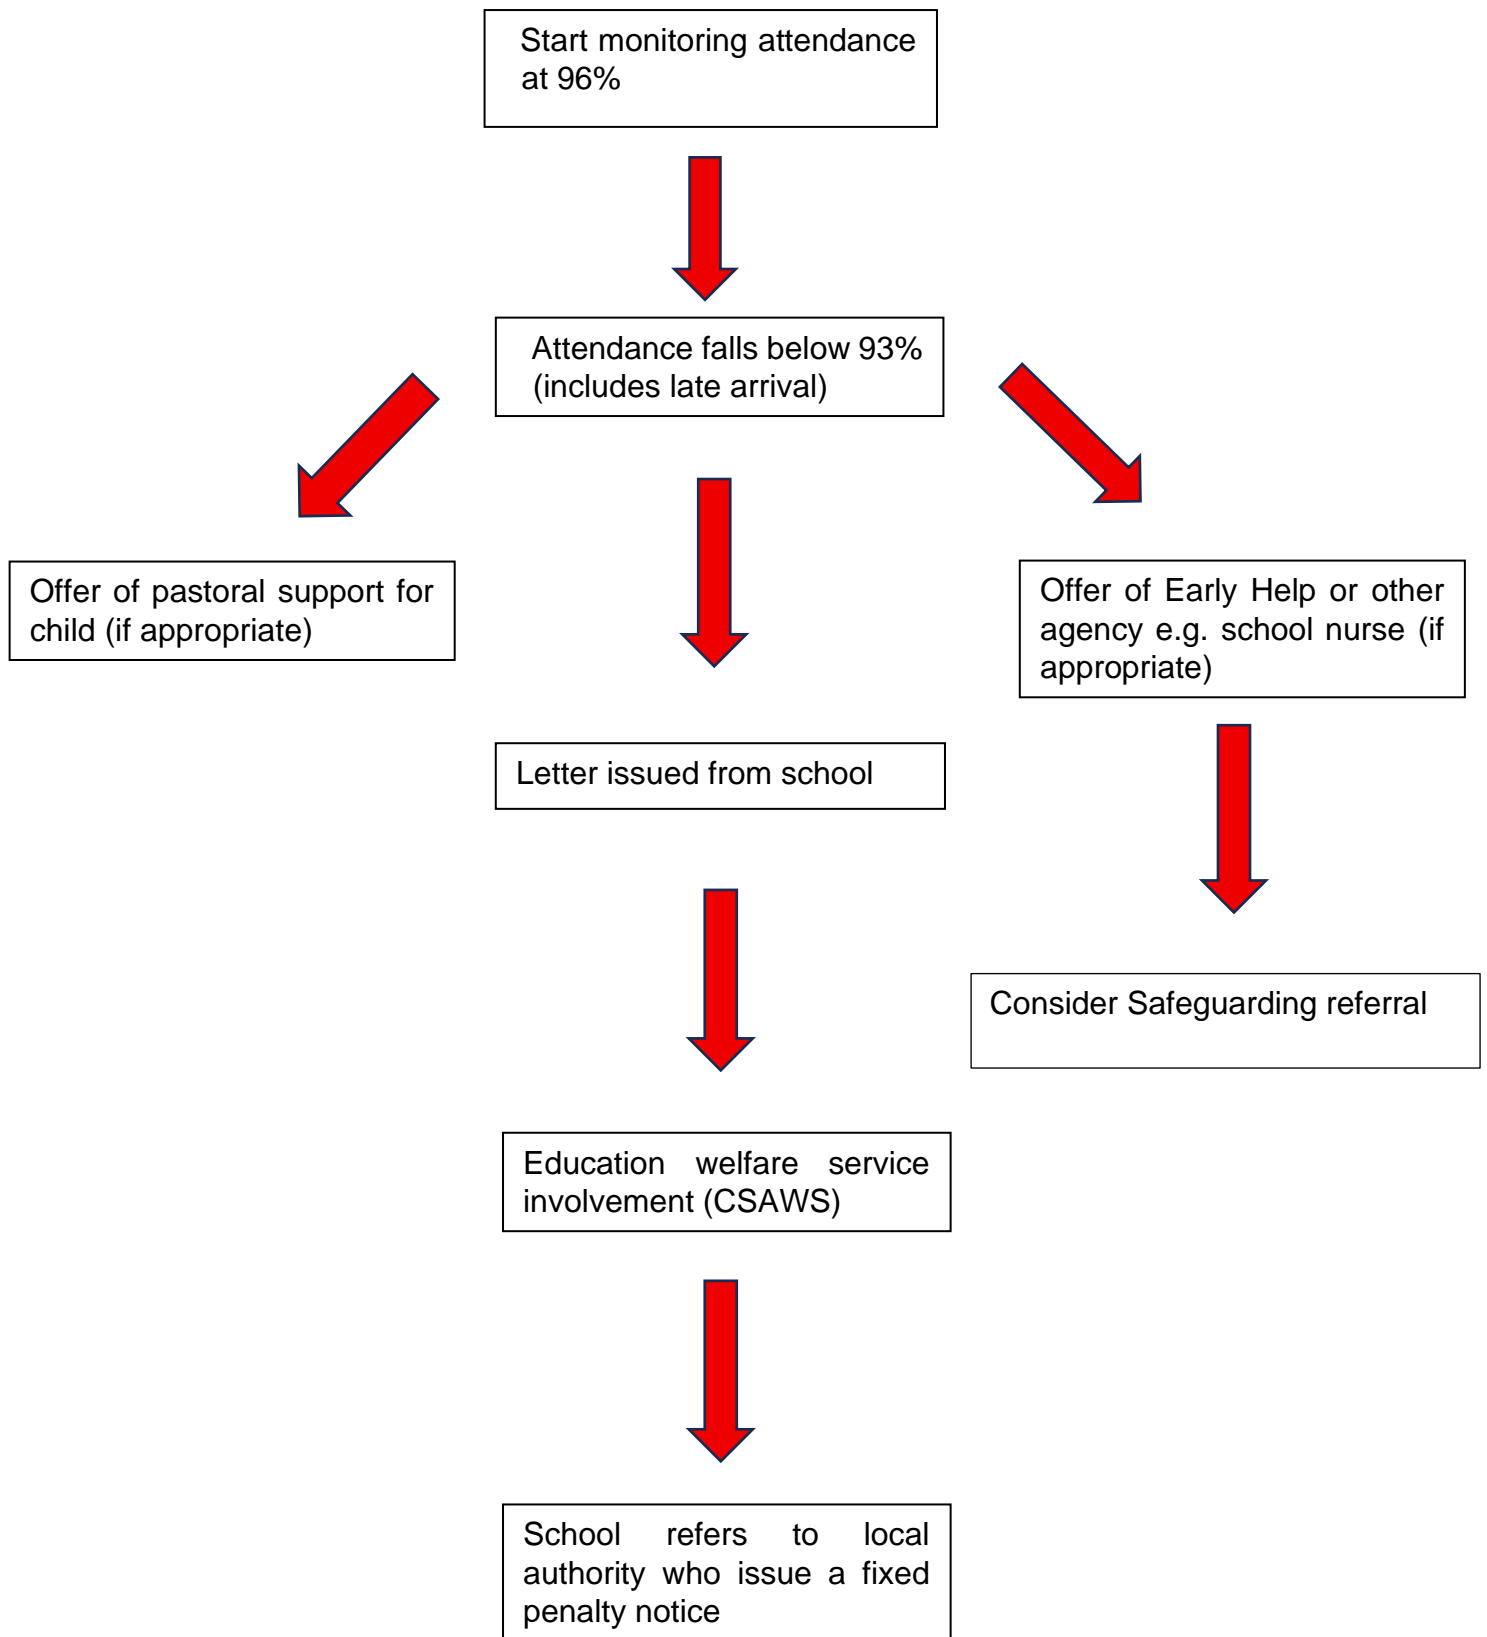 Start monitoring attendance
at 96%
Attendance falls below 93%
(includes late arrival)
Offer of pastoral support for
child (if appropriate)
Offer of Early Help or other
agency e.g. school nurse (if
appropriate)
Letter issued from school
Consider Safeguarding referral
Education welfare service
involvement (CSAWS)
School refers to local
authority who issue a fixed
penalty notice